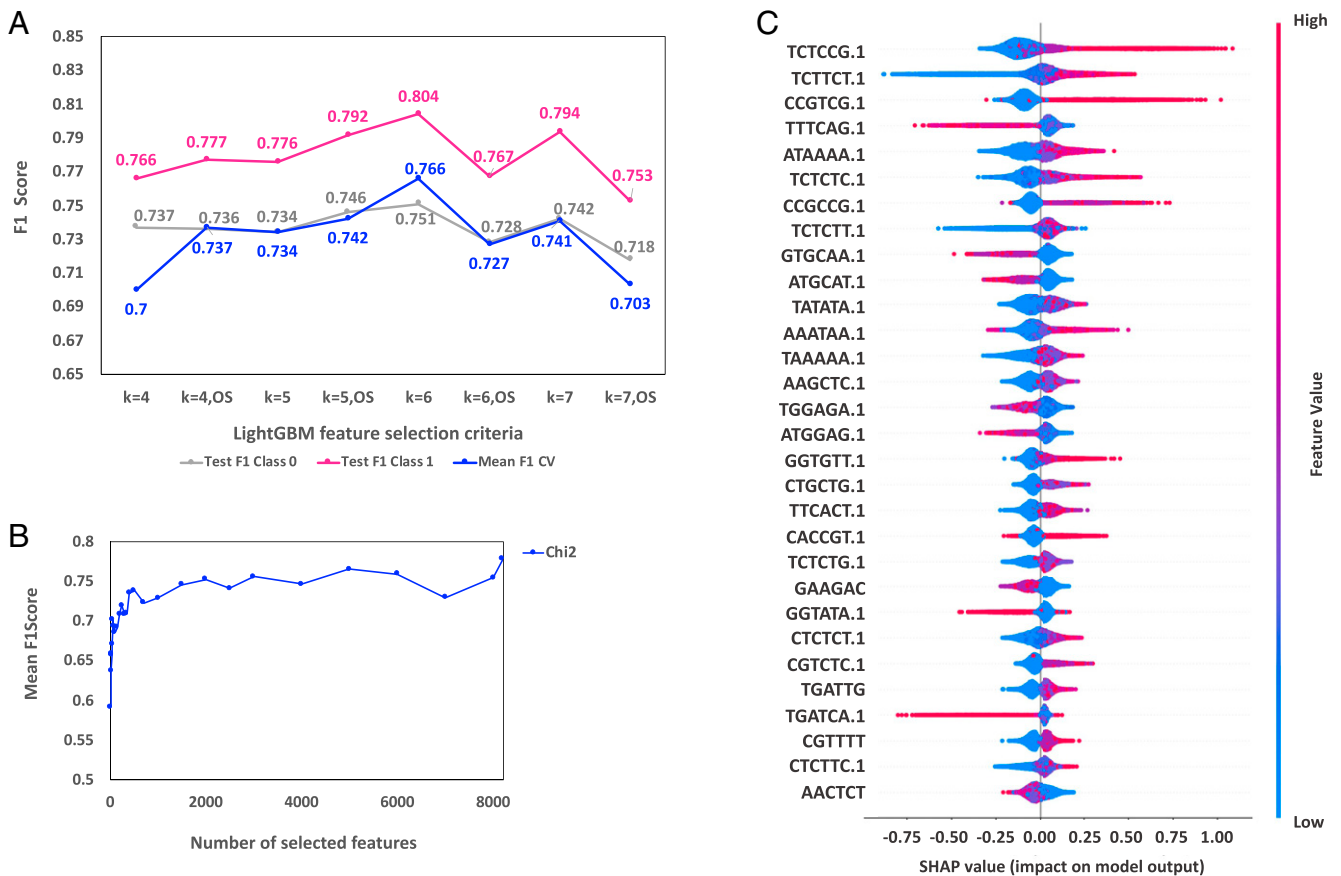 A
0.85
0.83
0.81
0.79
0.77
0.75
0.73
0.71
0.69
0.67
0.65
F1 Score
0.766
0.777
0.776
0.792
0.804
0.767
0.794
0.753
0.737
0.736
0.734
0.746
0.751
0.728
0.742
0.718
0.7
0.737
0.734
0.742
0.766
0.727
0.741
0.703
k=4 k=4,OS k=5 k=5,OS k=6 k=6,OS k=7 k=7,OS
LightGBM feature selection criteria
Test F1 Class 0 Test F1 Class 1 Mean F1 CV
B
0.8
0.75
0.7
0.65
0.6
0.55
0.5
Mean F1Score
Chi2
0 2000 4000 6000 8000
Number of selected features
C
TCTCCG.1
TCTTCT.1
CCGTCG.1
TTTCAG.1
ATAAAA.1
TCTCTC.1
CCGCCG.1
TCTCTT.1
GTGCAA.1
ATGCAT.1
TATATA.1
AAATAA.1
TAAAAA.1
AAGCTC.1
TGGAGA.1
ATGGAG.1
GGTGTT.1
CTGCTG.1
TTCACT.1
CACCGT.1
TCTCTG.1
GAAGAC
GGTATA.1
CTCTCT.1
CGTCTC.1
TGATTG
TGATCA.1
CGTTTT
CTCTTC.1
AACTCT
-0.75 -0.50 -0.25 0.00 0.25 0.50 0.75 1.00
SHAP value (impact on model output)
High
Feature Value
Low